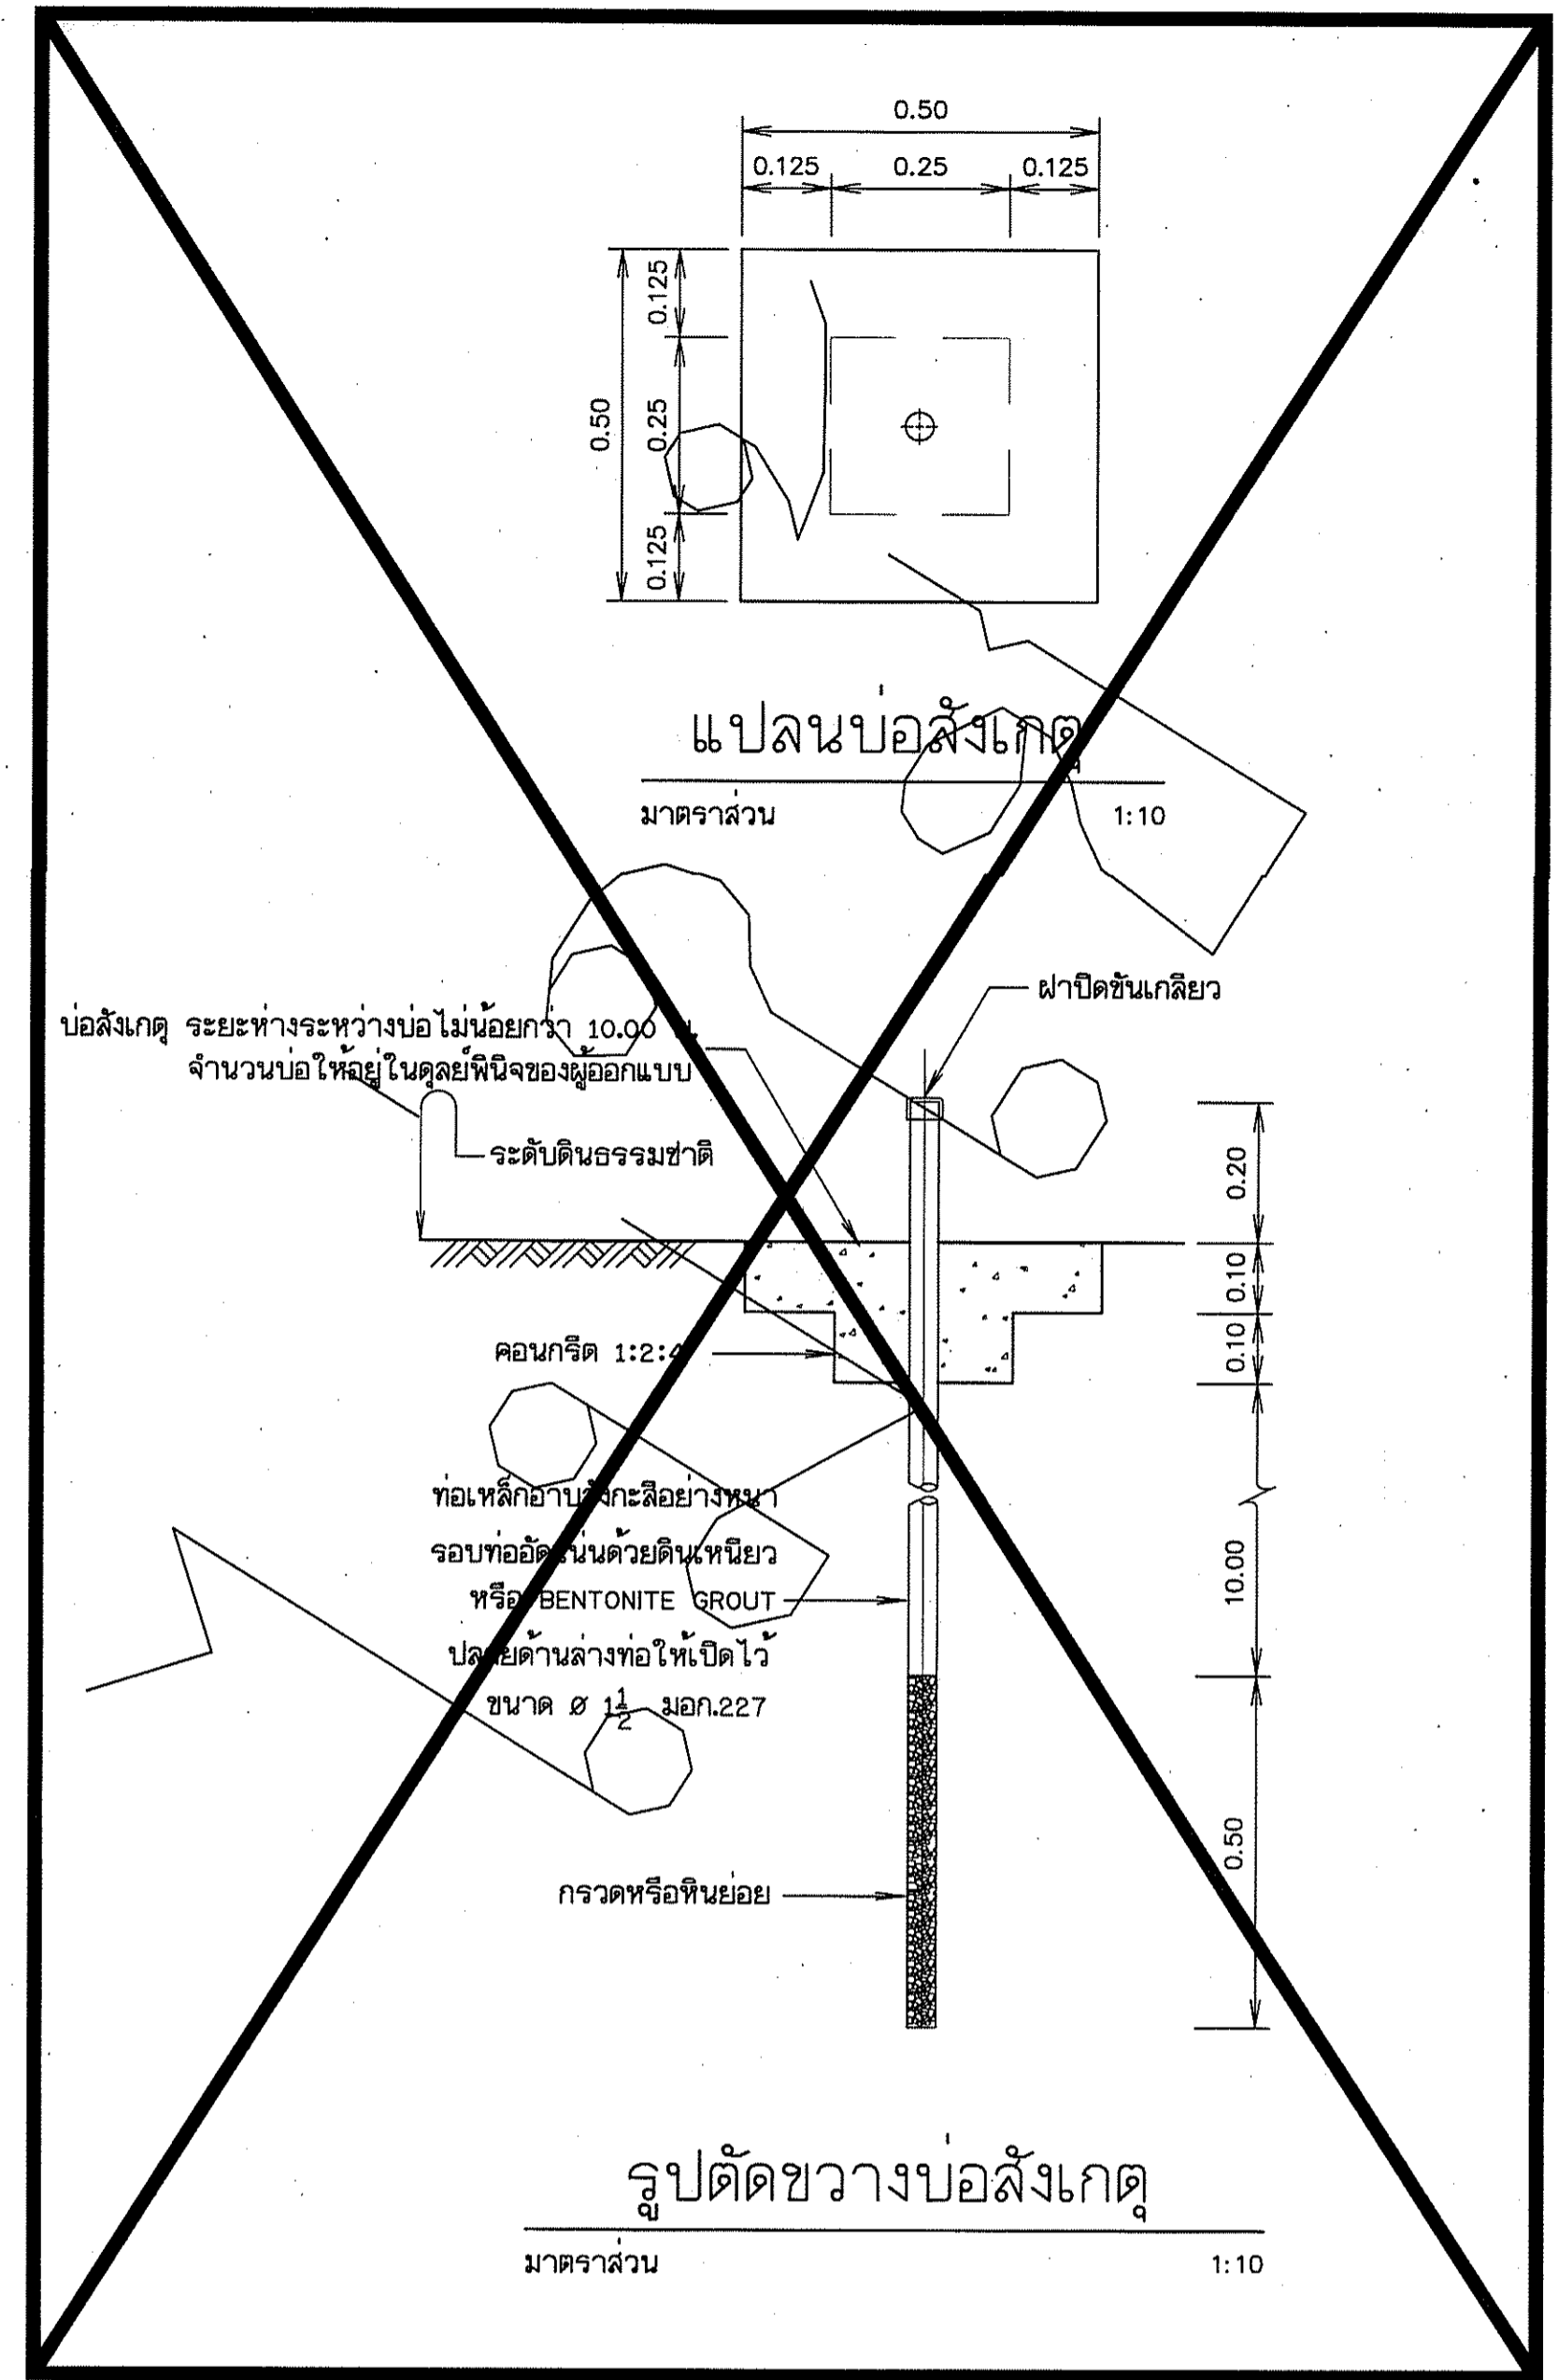 0.50
0.125 0.25 0.125
0.125
0.25
0.50
0.125
แปลนบ่อสังเกตุ
มาตราส่วน 1:10
ฝาปิดขันเกลียว
บ่อสังเกตุ ระยะห่างระหว่างบ่อไม่น้อยกว่า 10.00
จำนวนบ่อให้อยู่ในดุลย์พินิจของผู้ออกแบบ
ระดับดินธรรมชาติ
0.20
0.10
0.10
คอนกรีต 1:2:4
ท่อเหล็กอาบสังกะสีอย่างหนา
รอบท่ออัดแน่นด้วยดินเหนียว
หรือ BENTONITE GROUT
ปลายด้านล่างท่อให้เปิดไว้
ขนาด Ø 1 1/2 มอก.227
10.00
0.50
กรวดหรือหินย่อย
รูปตัดขวางบ่อสังเกตุ
มาตราส่วน 1:10